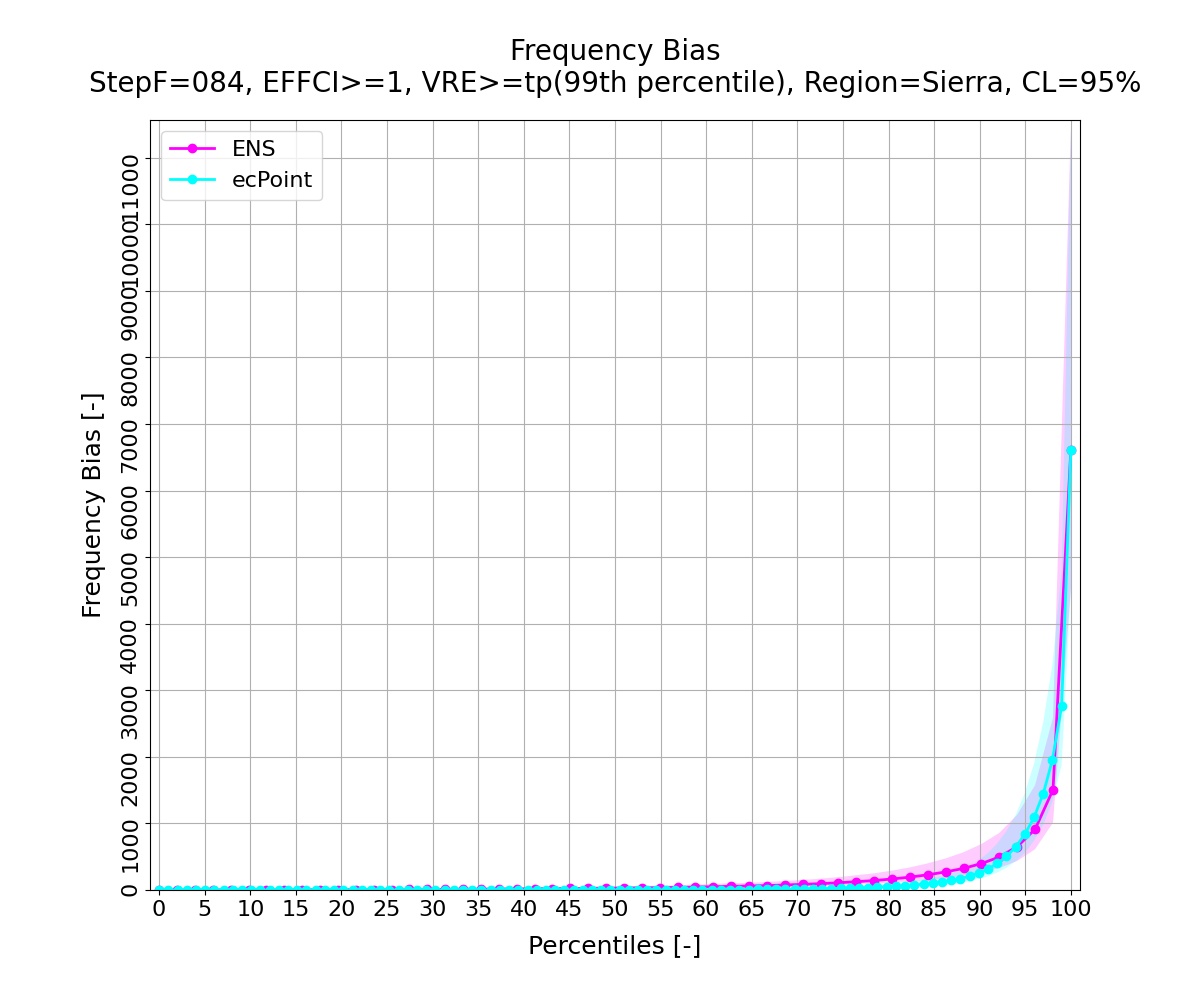 Frequency Bias
StepF=084, EFFCI>=1, VRE>=tp(99th percentile), Region=Sierra, CL=95%
ENS
ecPoint
Frequency Bias [-]
11000
10000
9000
8000
7000
6000
5000
4000
3000
2000
1000
0
0 5 10 15 20 25 30 35 40 45 50 55 60 65 70 75 80 85 90 95 100
Percentiles [-]